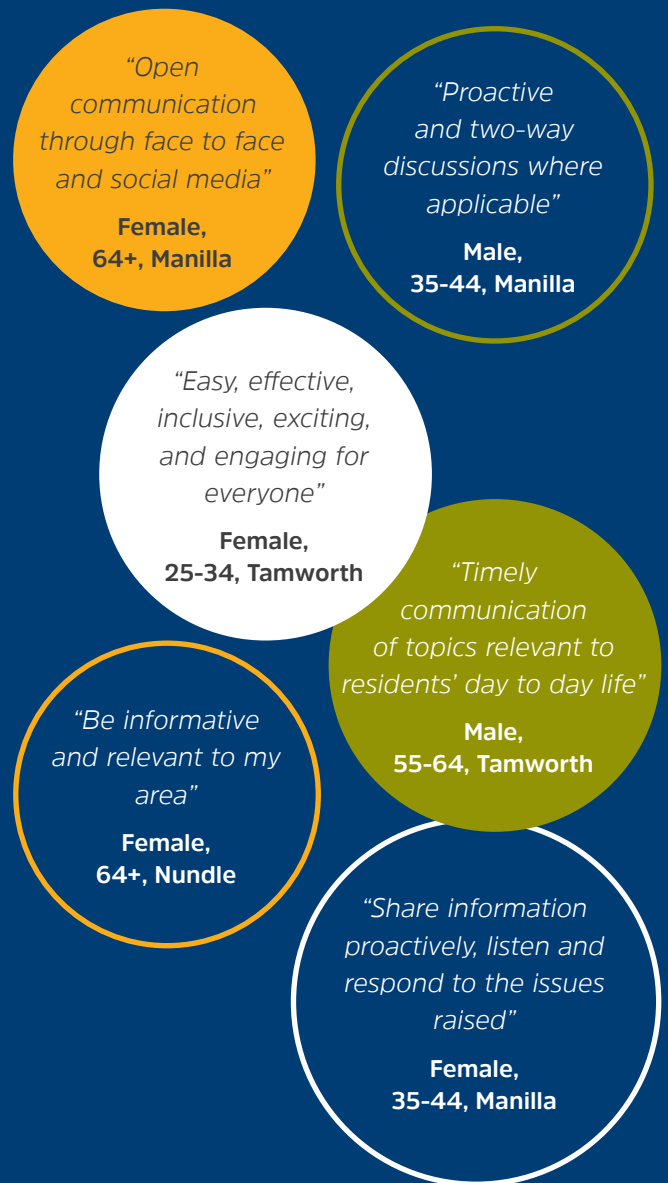 “Open
communication
through face to face
and social media”
Female,
64+, Manilla
“Proactive
and two-way
discussions where
applicable”
Male,
35-44, Manilla
“Easy, effective,
inclusive, exciting,
and engaging for
everyone”
Female,
25-34, Tamworth
“Timely
communication
of topics relevant to
residents’ day to day life”
Male,
55-64, Tamworth
“Be informative
and relevant to my
area”
Female,
64+, Nundle
“Share information
proactively, listen and
respond to the issues
raised”
Female,
35-44, Manilla